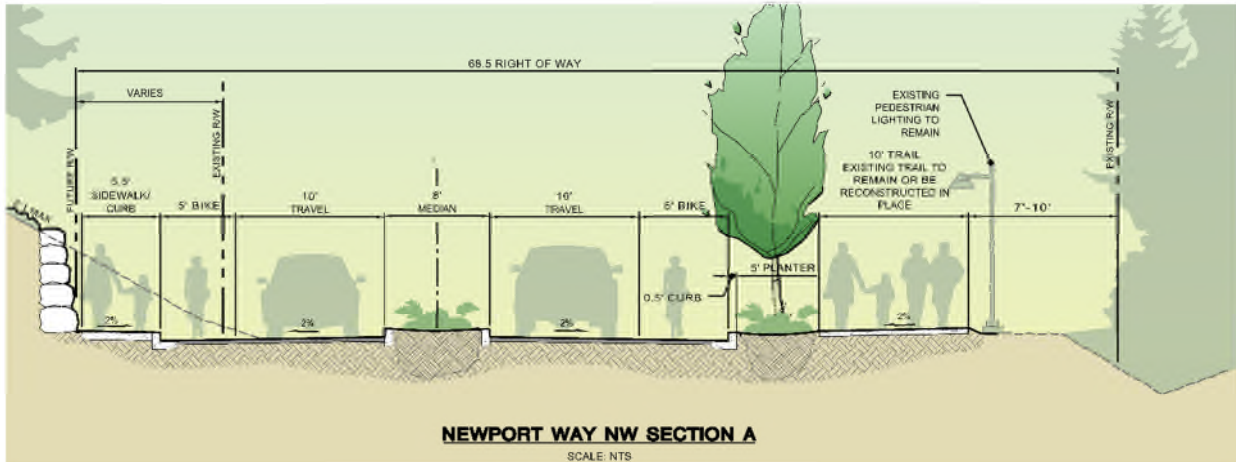 68.5 RIGHT OF WAY
VARIES
FUTURE R/W
EXISTING R/W
EXISTING
PEDESTRIAN
LIGHTING TO
REMAIN
EXISTING R/W
5.5'
SIDEWALK/
CURB
5' BIKE
10'
TRAVEL
MEDIAN
10'
TRAVEL
6' BIKE
10' TRAIL
EXISTING TRAIL TO
REMAIN OR BE
RECONSTRUCTED IN
PLACE
7'-10'
5' PLANTER
0.5' CURB
2%
2%
2%
2%
NEWPORT WAY NW SECTION A
SCALE: NTS